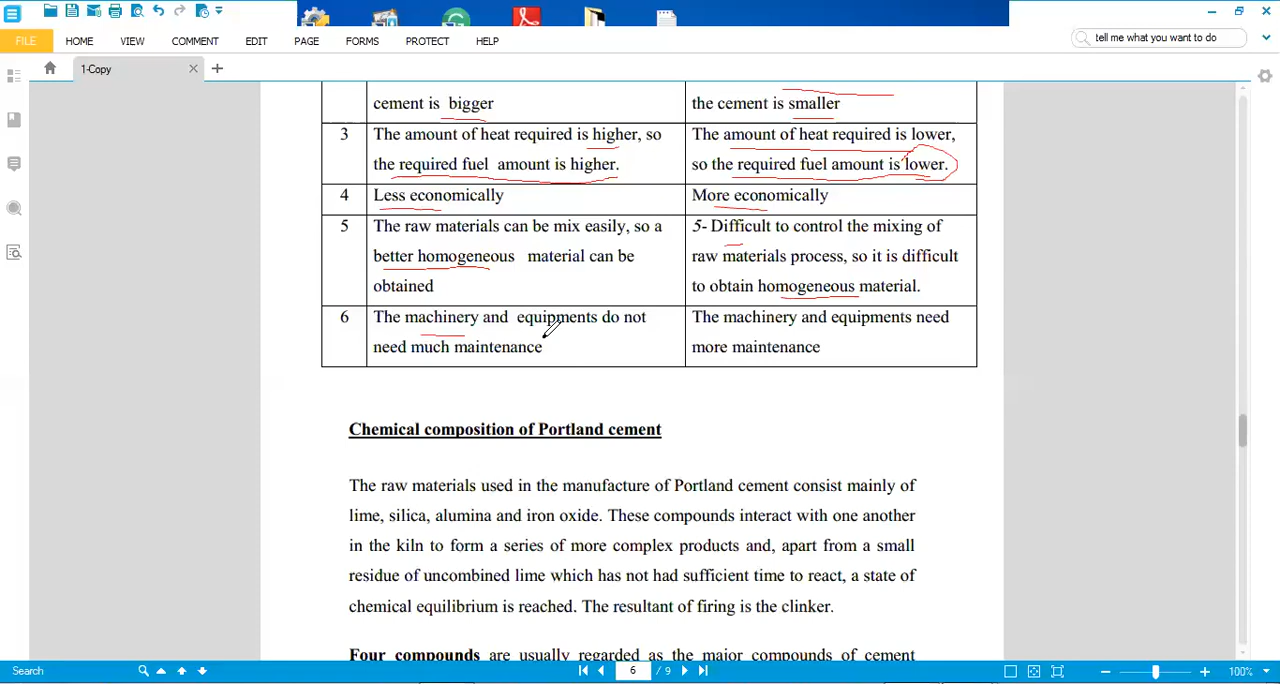 FILE HOME VIEW COMMENT EDIT PAGE FORMS PROTECT HELP
tell me what you want to do
1-Copy
cement is bigger
the cement is smaller
3
The amount of heat required is higher, so
the required fuel amount is higher.
The amount of heat required is lower,
so the required fuel amount is lower.
4
Less economically
More economically
5
The raw materials can be mix easily, so a
better homogeneous material can be
obtained
5- Difficult to control the mixing of
raw materials process, so it is difficult
to obtain homogeneous material.
6
The machinery and equipments do not
need much maintenance
The machinery and equipments need
more maintenance
Chemical composition of Portland cement
The raw materials used in the manufacture of Portland cement consist mainly of
lime, silica, alumina and iron oxide. These compounds interact with one another
in the kiln to form a series of more complex products and, apart from a small
residue of uncombined lime which has not had sufficient time to react, a state of
chemical equilibrium is reached. The resultant of firing is the clinker.
Four compounds are usually regarded as the major compounds of cement
Search
6 / 9
100%